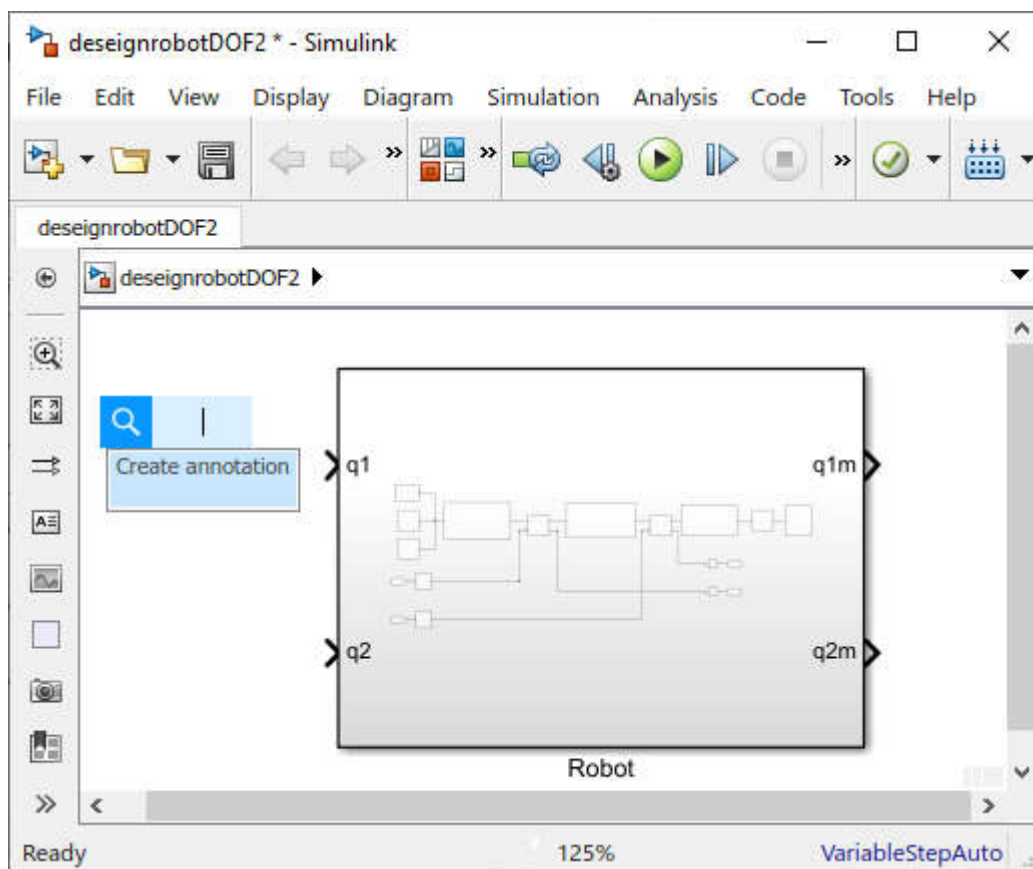 deseignrobotDOF2 * - Simulink
File Edit View Display Diagram Simulation Analysis Code Tools Help
deseignrobotDOF2
deseignrobotDOF2
Create annotation
q1
q1m
q2
q2m
Robot
Ready 125% VariableStepAuto